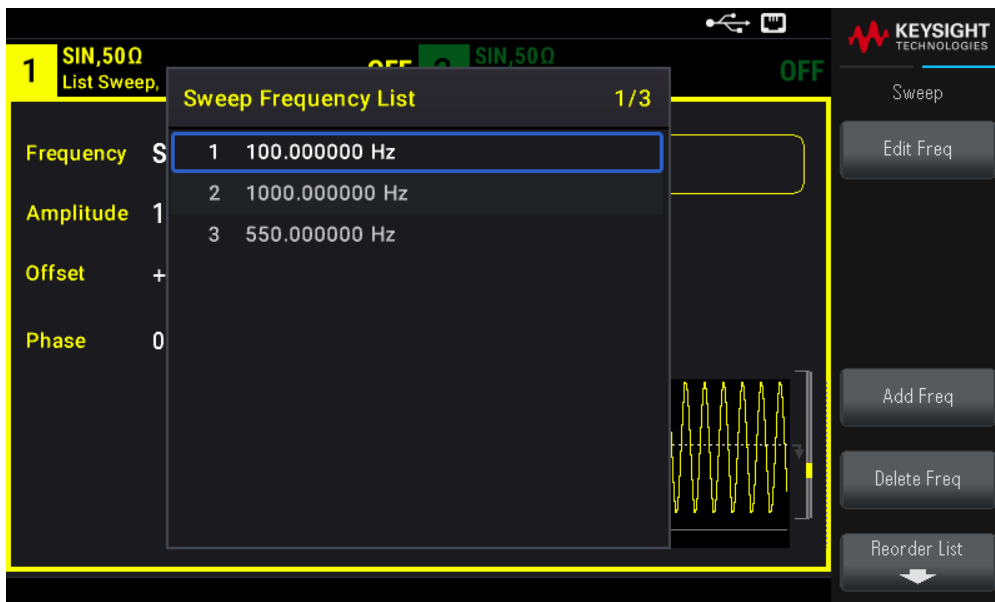 1
SIN,50Ω
List Sweep,
SIN,50Ω
OFF
KEYSIGHT
TECHNOLOGIES
Sweep
Sweep Frequency List 1/3
1 100.000000 Hz
2 1000.000000 Hz
3 550.000000 Hz
Frequency S
Amplitude 1
Offset +
Phase 0
Edit Freq
Add Freq
Delete Freq
Reorder List